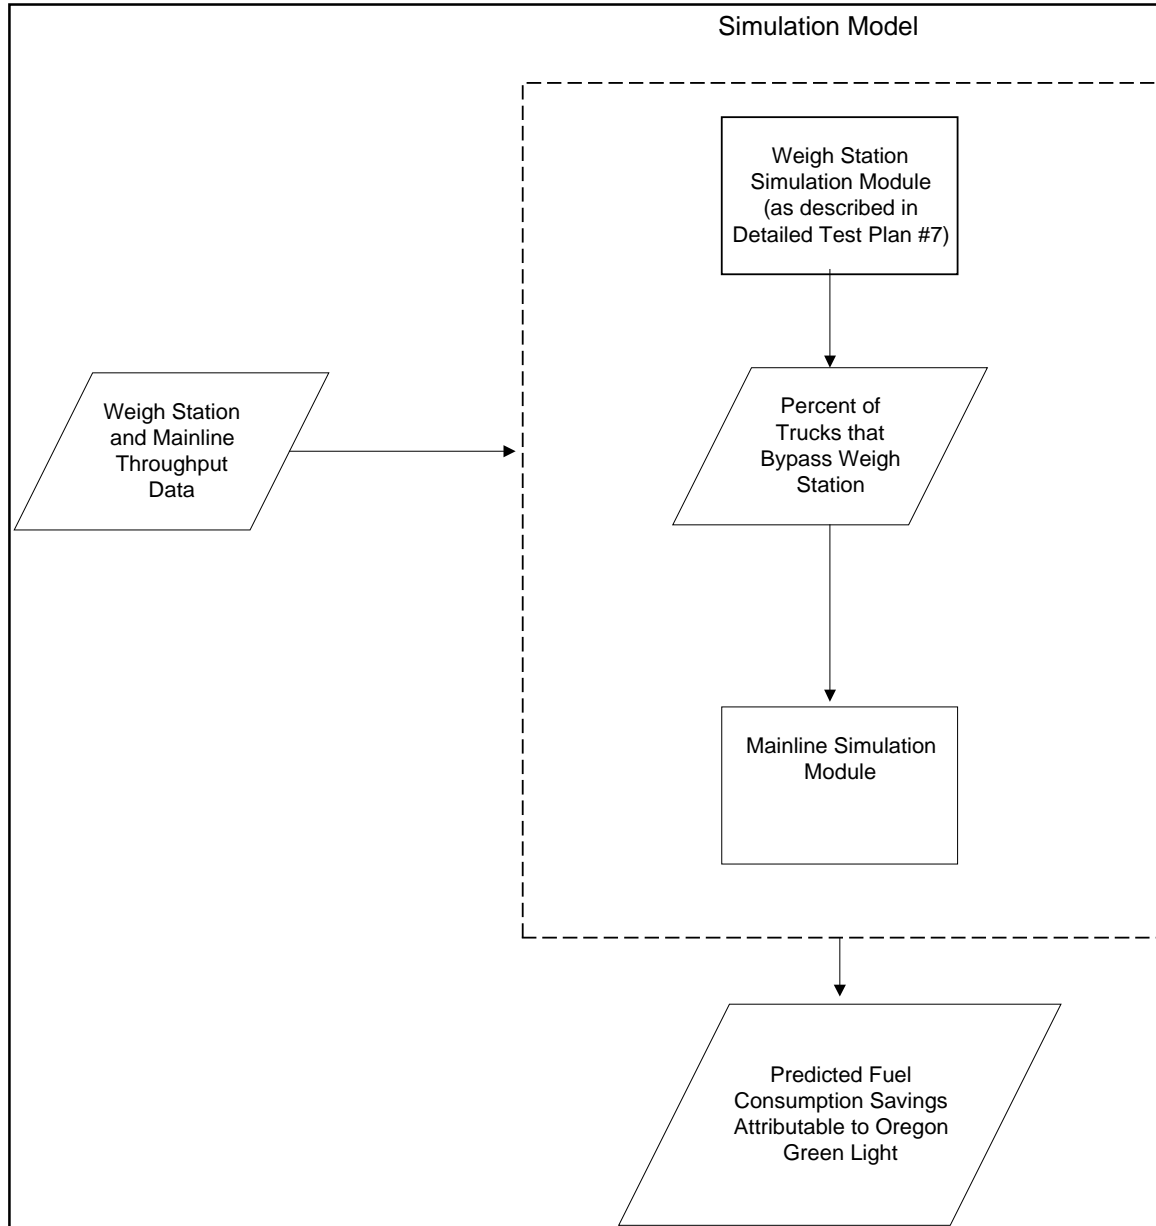 Simulation Model
Weigh Station
Simulation Module
(as described in
Detailed Test Plan #7)
Weigh Station
and Mainline
Throughput
Data
Percent of
Trucks that
Bypass Weigh
Station
Mainline Simulation
Module
Predicted Fuel
Consumption Savings
Attributable to Oregon
Green Light